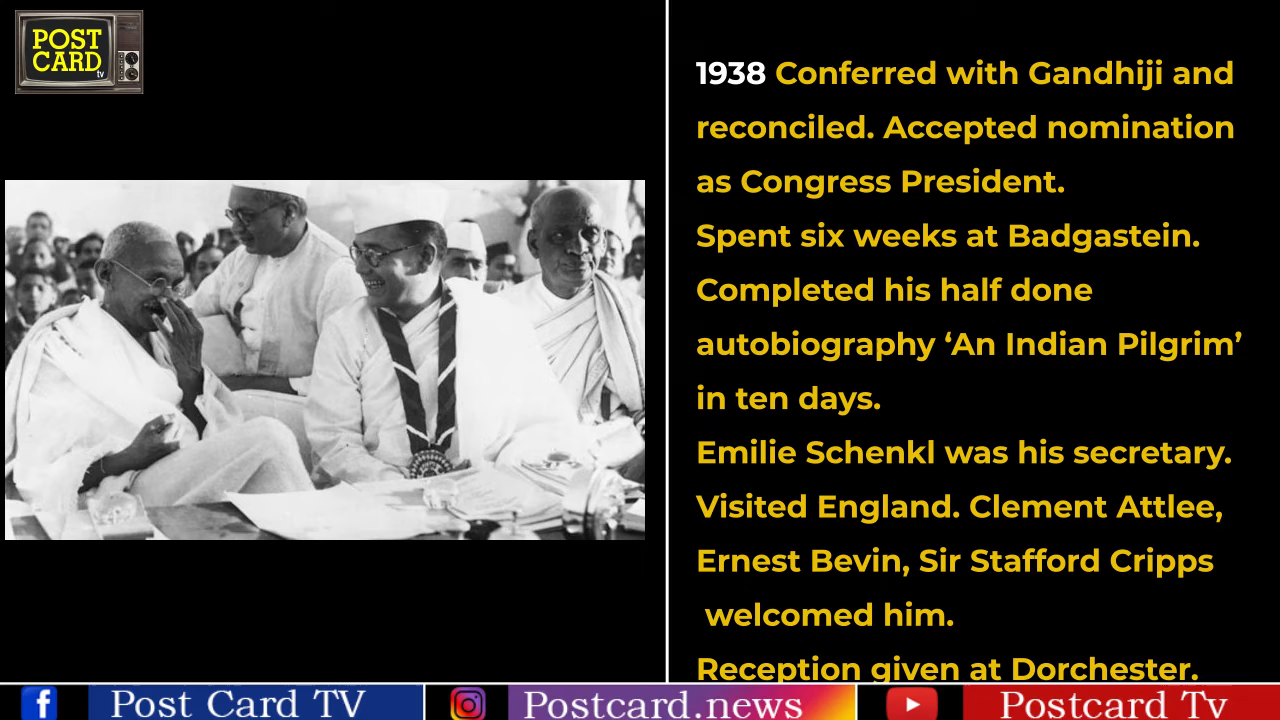 POST
CARD
tv
1938 Conferred with Gandhiji and
reconciled. Accepted nomination
as Congress President.
Spent six weeks at Badgastein.
Completed his half done
autobiography ‘An Indian Pilgrim’
in ten days.
Emilie Schenkl was his secretary.
Visited England. Clement Attlee,
Ernest Bevin, Sir Stafford Cripps
welcomed him.
Reception given at Dorchester.
Post Card TV
Postcard.news
Postcard Tv